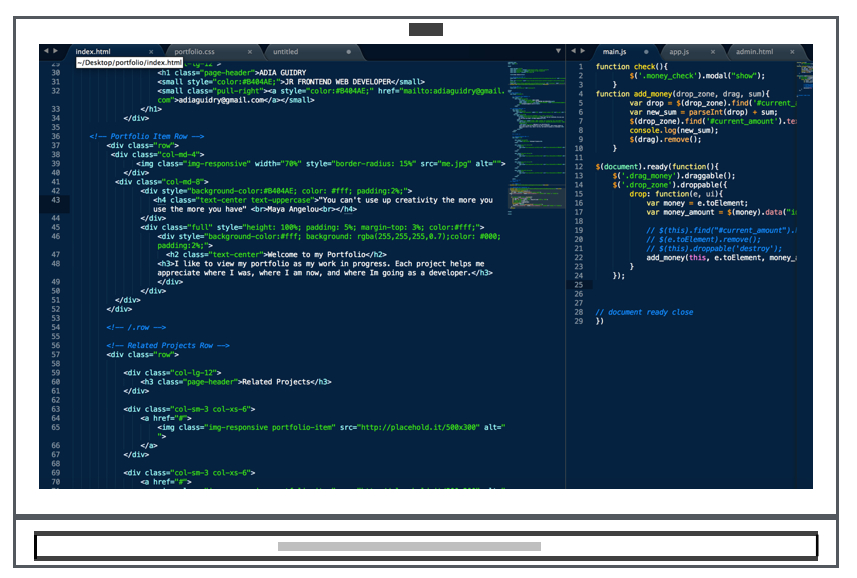 index.html × portfolio.css × untitled
~/Desktop/portfolio/index.html
30 <h1 class="page-header">ADIA GUIDRY
31 <small style="color:#B404AE;">JR FRONTEND WEB DEVELOPER</small>
32 <small class="pull-right"><a style="color:#B404AE;" href="mailto:adiaguidry@gmail.
com">adiaguidry@gmail.com</a></small>
33 </h1>
34 </div>
35
36 <!-- Portfolio Item Row -->
37 <div class="row">
38 <div class="col-md-4">
39 <img class="img-responsive" width="70%" style="border-radius: 15%" src="me.jpg" alt="">
40 </div>
41 <div class="col-md-8">
42 <div style="background-color:#B404AE; color: #fff; padding:2%;">
43 <h4 class="text-center text-uppercase">"You can't use up creativity the more you
use the more you have" <br>Maya Angelou<br></h4>
44 </div>
45 <div class="full" style="height: 100%; padding: 5%; margin-top: 3%; color:#fff;">
46 <div style="background-color:#fff; background: rgba(255,255,255,0.7);color: #000;
padding:2%;">
47 <h2 class="text-center">Welcome to my Portfolio</h2>
48 <h3>I like to view my portfolio as my work in progress. Each project helps me
appreciate where I was, where I am now, and where Im going as a developer.</h3>
49 </div>
50 </div>
51 </div>
52 </div>
53
54 <!-- /.row -->
55
56 <!-- Related Projects Row -->
57 <div class="row">
58
59 <div class="col-lg-12">
60 <h3 class="page-header">Related Projects</h3>
61 </div>
62
63 <div class="col-sm-3 col-xs-6">
64 <a href="#">
65 <img class="img-responsive portfolio-item" src="http://placehold.it/500x300" alt="
">
66 </a>
67 </div>
68
69 <div class="col-sm-3 col-xs-6">
70 <a href="#">
main.js app.js × admin.html ×
1 function check(){
2 $('.money_check').modal("show");
3 }
4 function add_money(drop_zone, drag, sum){
5 var drop = $(drop_zone).find('#current_
6 var new_sum = parseInt(drop) + sum;
7 $(drop_zone).find('#current_amount').te
8 console.log(new_sum);
9 $(drag).remove();
10 }
11
12 $(document).ready(function(){
13 $('.drag_money').draggable();
14 $('.drop_zone').droppable({
15 drop: function(e, ui){
16 var money = e.toElement;
17 var money_amount = $(money).data("i
18
19 // $(this).find("#current_amount").
20 // $(e.toElement).remove();
21 // $(this).droppable('destroy');
22 add_money(this, e.toElement, money_
23 }
24 });
25
26
27
28 // document ready close
29 })